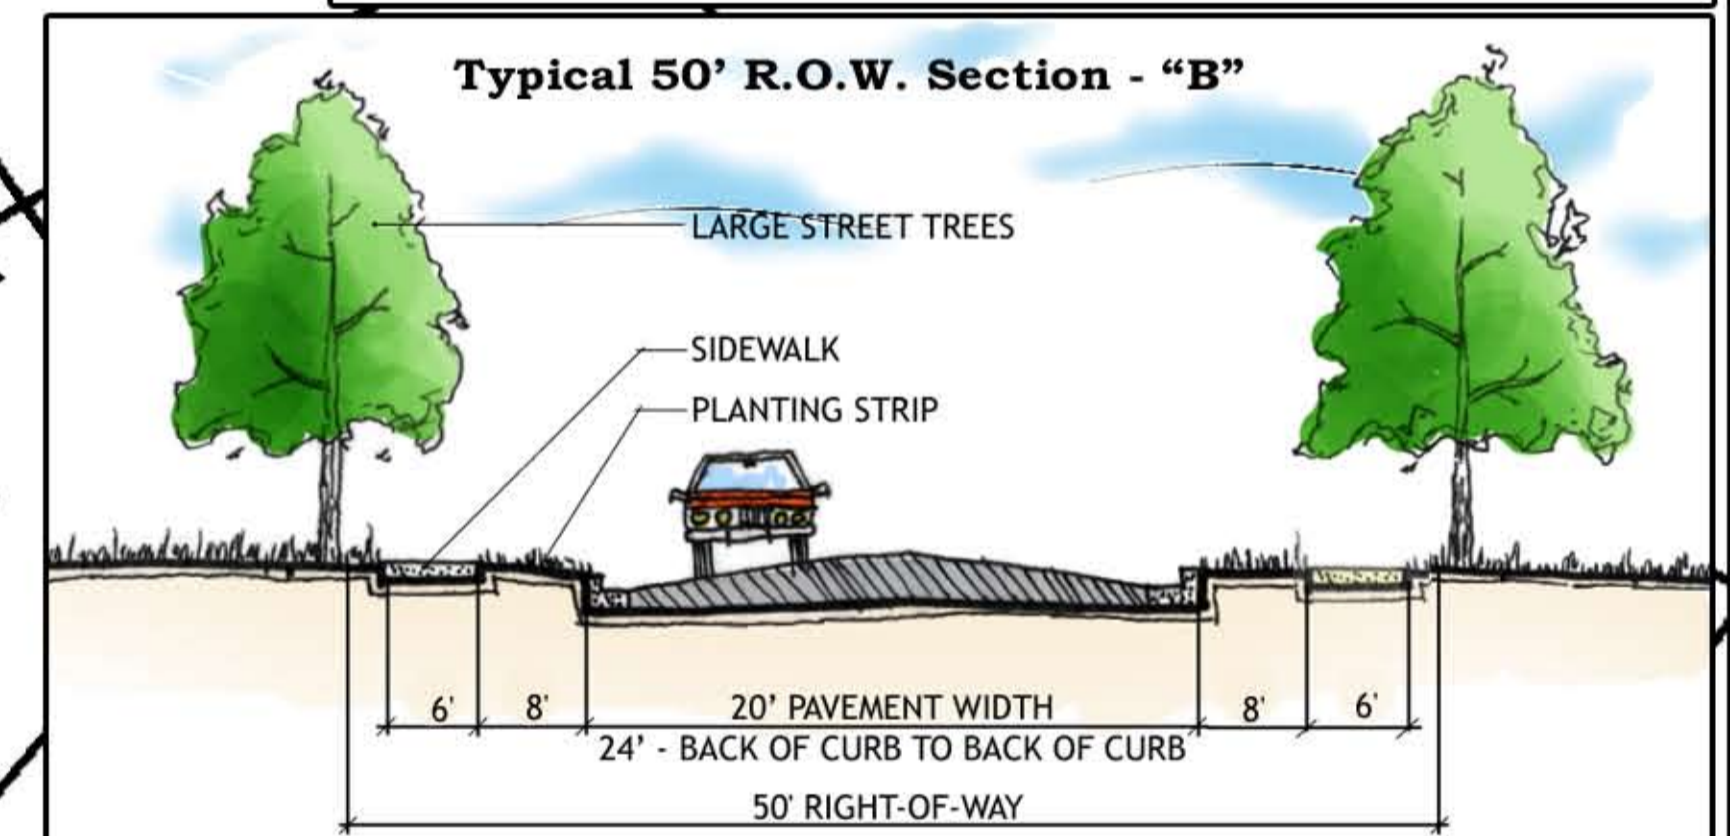 Typical 50’ R.O.W. Section - “B”
LARGE STREET TREES
SIDEWALK
PLANTING STRIP
6' 8' 20’ PAVEMENT WIDTH 8' 6'
24’ - BACK OF CURB TO BACK OF CURB
50' RIGHT-OF-WAY